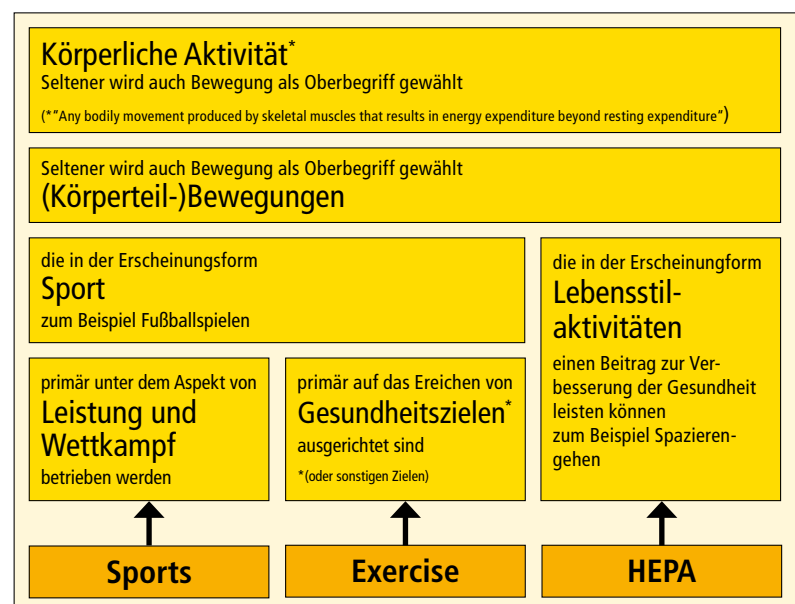 Körperliche Aktivität*
Seltener wird auch Bewegung als Oberbegriff gewählt
(*"Any bodily movement produced by skeletal muscles that results in energy expenditure beyond resting expenditure")
Seltener wird auch Bewegung als Oberbegriff gewählt
(Körperteil-)Bewegungen
die in der Erscheinungsform
Sport
zum Beispiel Fußballspielen
primär unter dem Aspekt von
Leistung und
Wettkampf
betrieben werden
primär auf das Ereichen von
Gesundheitszielen*
ausgerichtet sind
*(oder sonstigen Zielen)
die in der Erscheinungform
Lebensstil-
aktivitäten
einen Beitrag zur Ver-
besserung der Gesundheit
leisten können
zum Beispiel Spazieren-
gehen
Sports
Exercise
HEPA